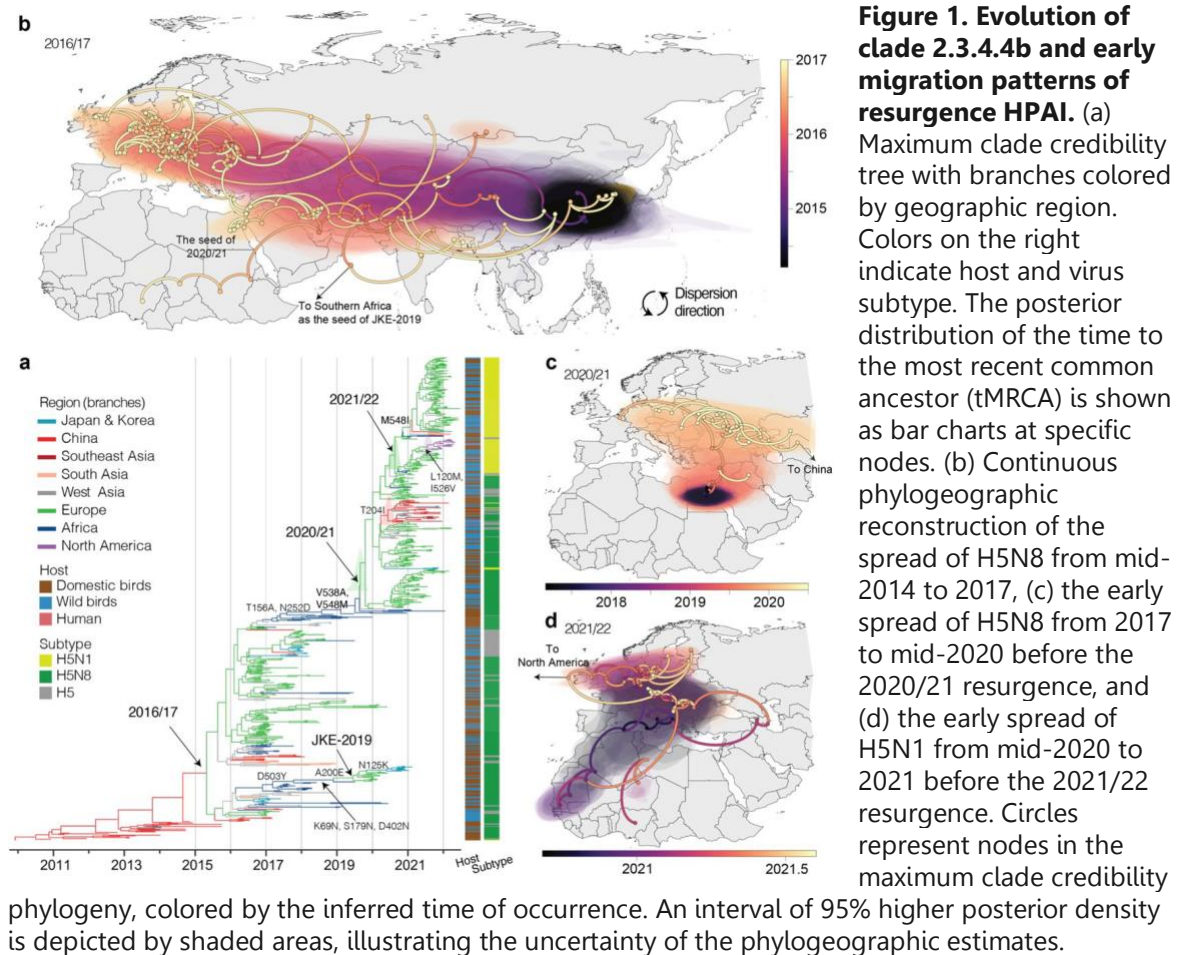 b
2016/17
2017
2016
2015
The seed of
2020/21
To Southern Africa
as the seed of JKE-2019
Dispersion
direction
a
Region (branches)
Japan & Korea
China
Southeast Asia
South Asia
West Asia
Europe
Africa
North America
Host
Domestic birds
Wild birds
Human
Subtype
H5N1
H5N8
H5
2021/22
M548I
L120M,
I526V
T204I
2020/21
V538A,
V548M
T156A, N252D
2016/17
JKE-2019
N125K
A200E
D503Y
K69N, S179N, D402N
2011
2013
2015
2017
2019
2021
Host
Subtype
c
2020/21
To China
2018
2019
2020
d
2021/22
To
North America
2021
2021.5
Figure 1. Evolution of
clade 2.3.4.4b and early
migration patterns of
resurgence HPAI. (a)
Maximum clade credibility
tree with branches colored
by geographic region.
Colors on the right
indicate host and virus
subtype. The posterior
distribution of the time to
the most recent common
ancestor (tMRCA) is shown
as bar charts at specific
nodes. (b) Continuous
phylogeographic
reconstruction of the
spread of H5N8 from mid-
2014 to 2017, (c) the early
spread of H5N8 from 2017
to mid-2020 before the
2020/21 resurgence, and
(d) the early spread of
H5N1 from mid-2020 to
2021 before the 2021/22
resurgence. Circles
represent nodes in the
maximum clade credibility
phylogeny, colored by the inferred time of occurrence. An interval of 95% higher posterior density
is depicted by shaded areas, illustrating the uncertainty of the phylogeographic estimates.